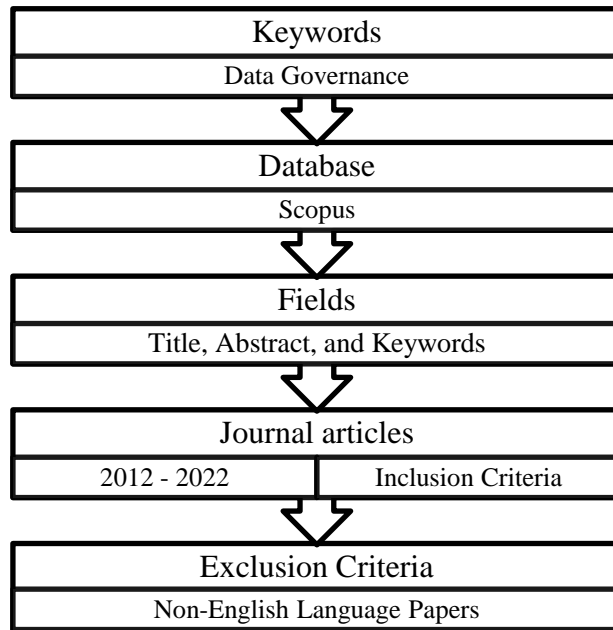 Keywords
Data Governance
Database
Scopus
Fields
Title, Abstract, and Keywords
Journal articles
2012 - 2022
Inclusion Criteria
Exclusion Criteria
Non-English Language Papers